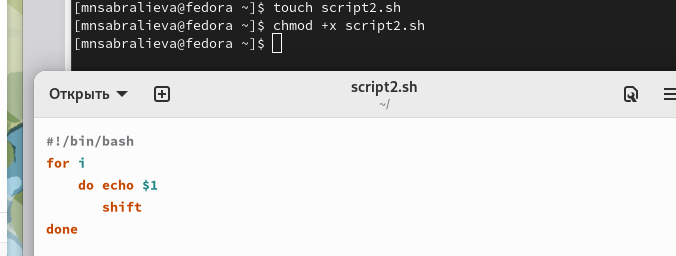 [mnsabralieva@fedora ~]$ touch script2.sh
[mnsabralieva@fedora ~]$ chmod +x script2.sh
[mnsabralieva@fedora ~]$
Открыть
script2.sh
~/
#!/bin/bash
for i
    do echo $1
       shift
done